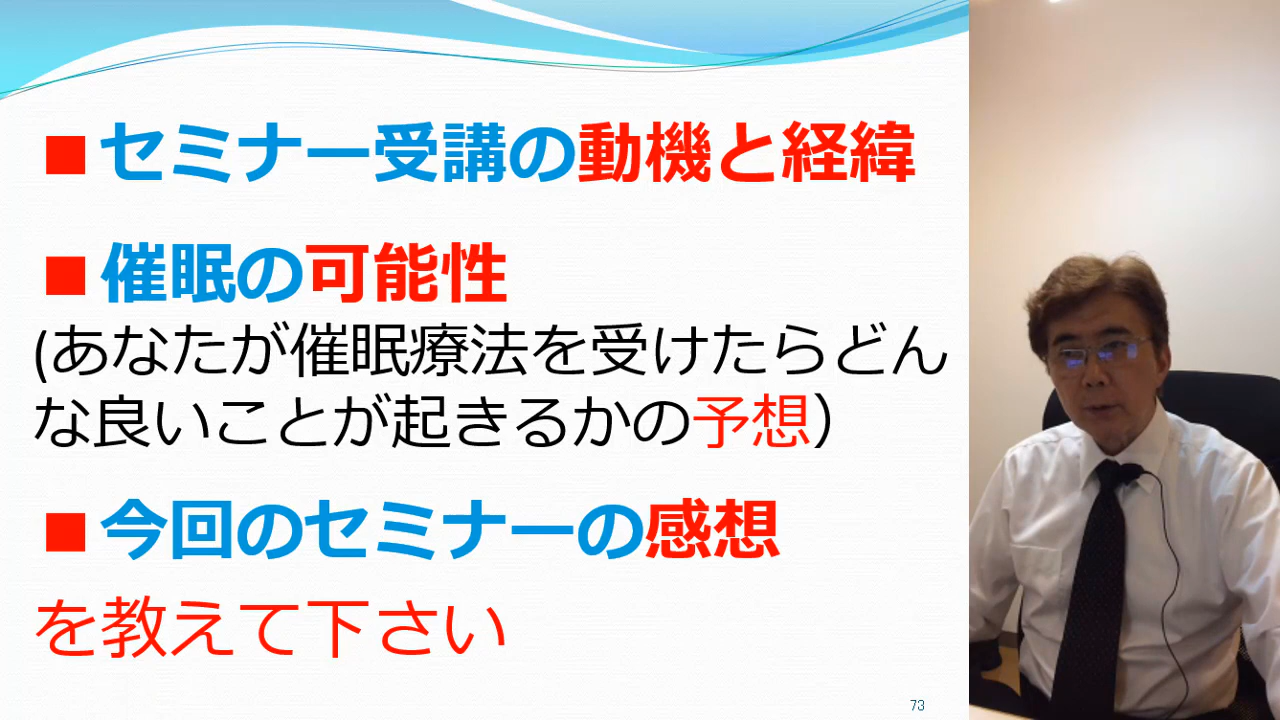 ■セミナー受講の動機と経緯
■催眠の可能性
(あなたが催眠療法を受けたらどん
な良いことが起きるかの予想）
■今回のセミナーの感想
を教えて下さい
73